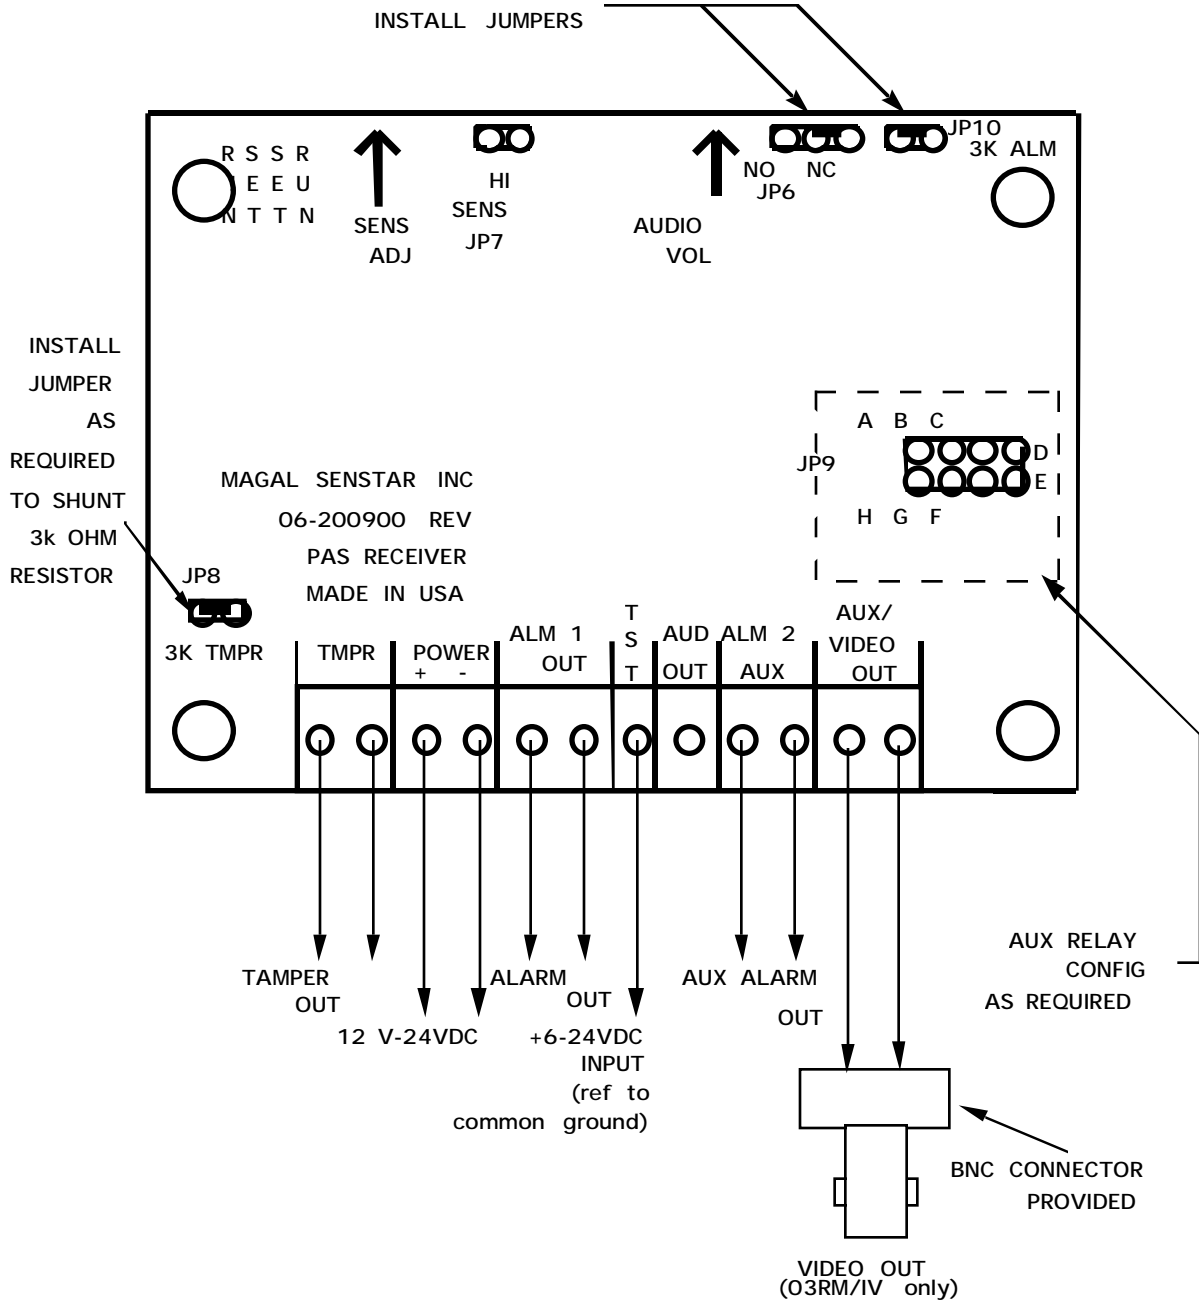 INSTALL JUMPERS
JP10
3K ALM
R S S R
E E U
N T T N
SENS
ADJ
HI
SENS
JP7
AUDIO
VOL
NO NC
JP6
INSTALL
JUMPER
AS
REQUIRED
TO SHUNT
3k OHM
RESISTOR
JP8
3K TMPR
MAGAL SENSTAR INC
06-200900 REV
PAS RECEIVER
MADE IN USA
A B C
D
JP9
E
H G F
TMPR
POWER
+ -
ALM 1
OUT
T
S
T
AUD
OUT
ALM 2
AUX
AUX/
VIDEO
OUT
TAMPER
OUT
12 V-24VDC
ALARM
OUT
+6-24VDC
INPUT
(ref to
common ground)
AUX ALARM
OUT
AUX RELAY
CONFIG
AS REQUIRED
BNC CONNECTOR
PROVIDED
VIDEO OUT
(03RM/IV only)